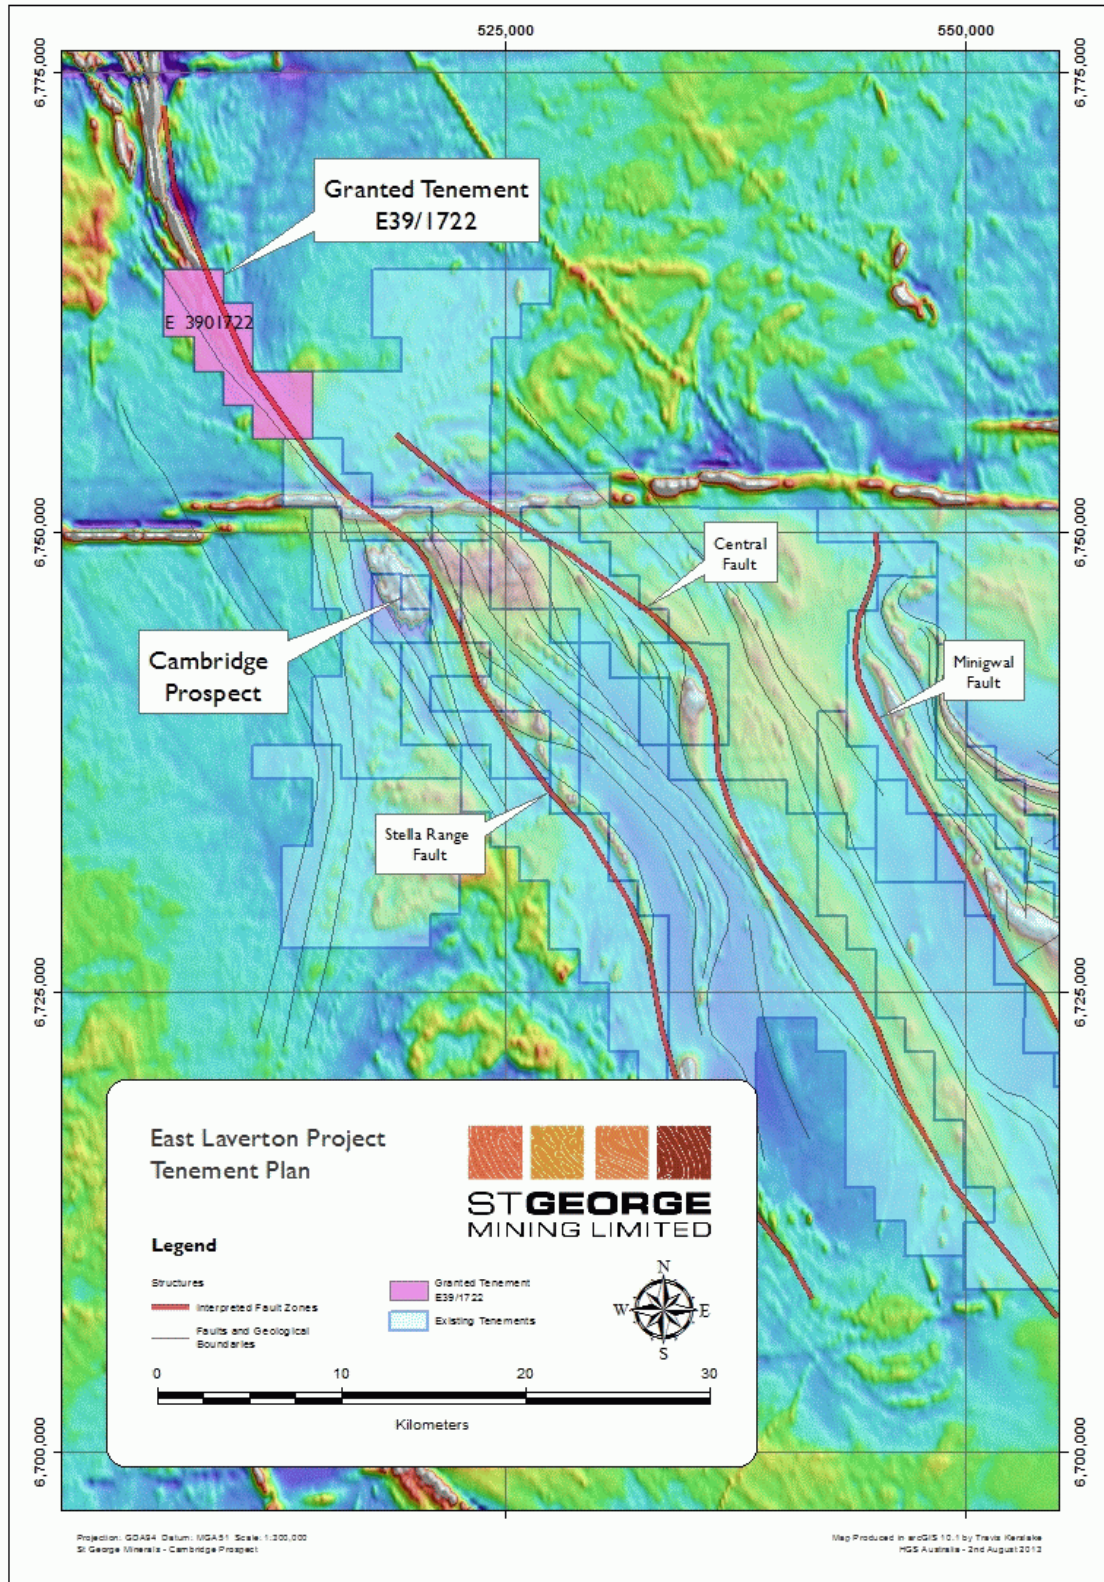 525,000
550,000
6,775,000
6,775,000
Granted Tenement
E39/1722
E 3901722
6,750,000
6,750,000
Central
Fault
Cambridge
Prospect
Minigwal
Fault
Stella Range
Fault
6,725,000
6,725,000
East Laverton Project
Tenement Plan
STGEORGE
MINING LIMITED
Legend
Structures
Interpreted Fault Zones
Faults and Geological
Boundaries
Granted Tenement
E39/1722
Existing Tenements
N
W
E
S
0
10
20
30
Kilometers
6,700,000
6,700,000
Projection: GDA94 Datum: MGA51 Scale: 1:300,000
St George Minerals - Cambridge Prospect
Map Produced in arcGIS 10.1 by Travis Kerslake
HGS Australia - 2nd August 2013